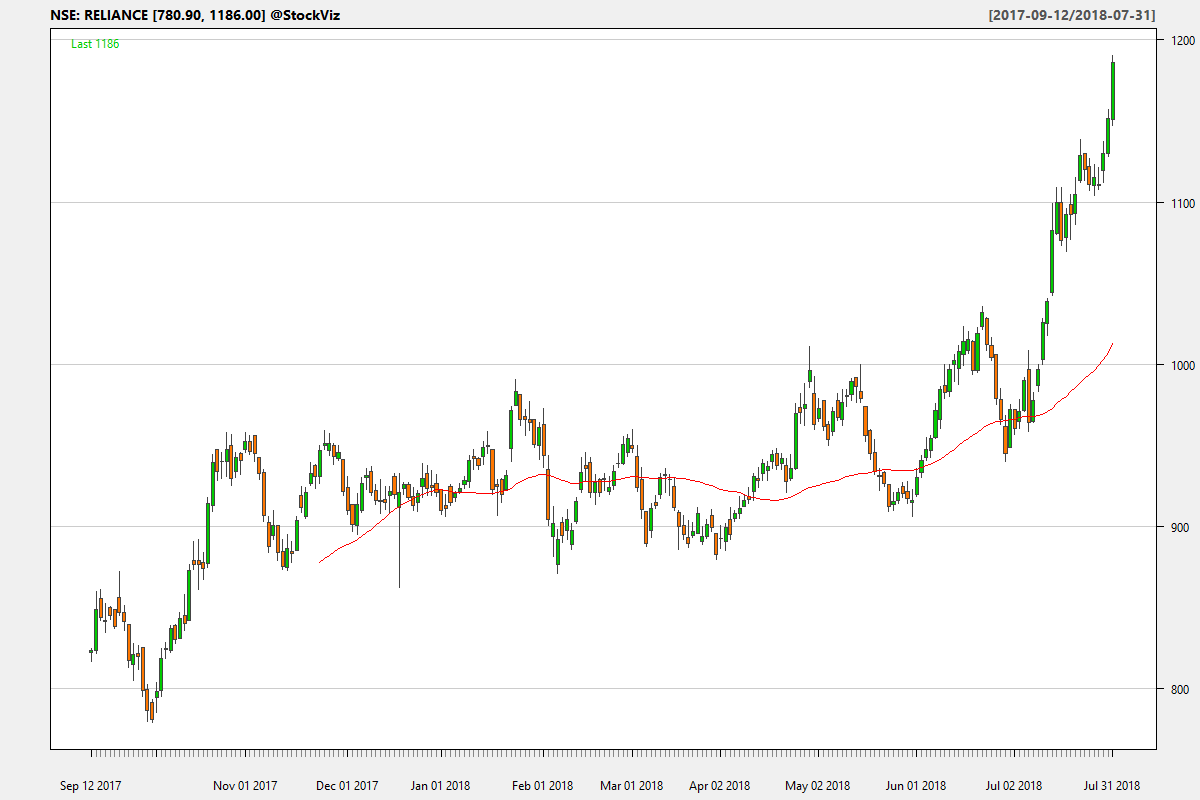 NSE: RELIANCE [780.90, 1186.00] @StockViz [2017-09-12/2018-07-31]
Last 1186
1200
1100
1000
900
800
Sep 12 2017 Nov 01 2017 Dec 01 2017 Jan 01 2018 Feb 01 2018 Mar 01 2018 Apr 02 2018 May 02 2018 Jun 01 2018 Jul 02 2018 Jul 31 2018